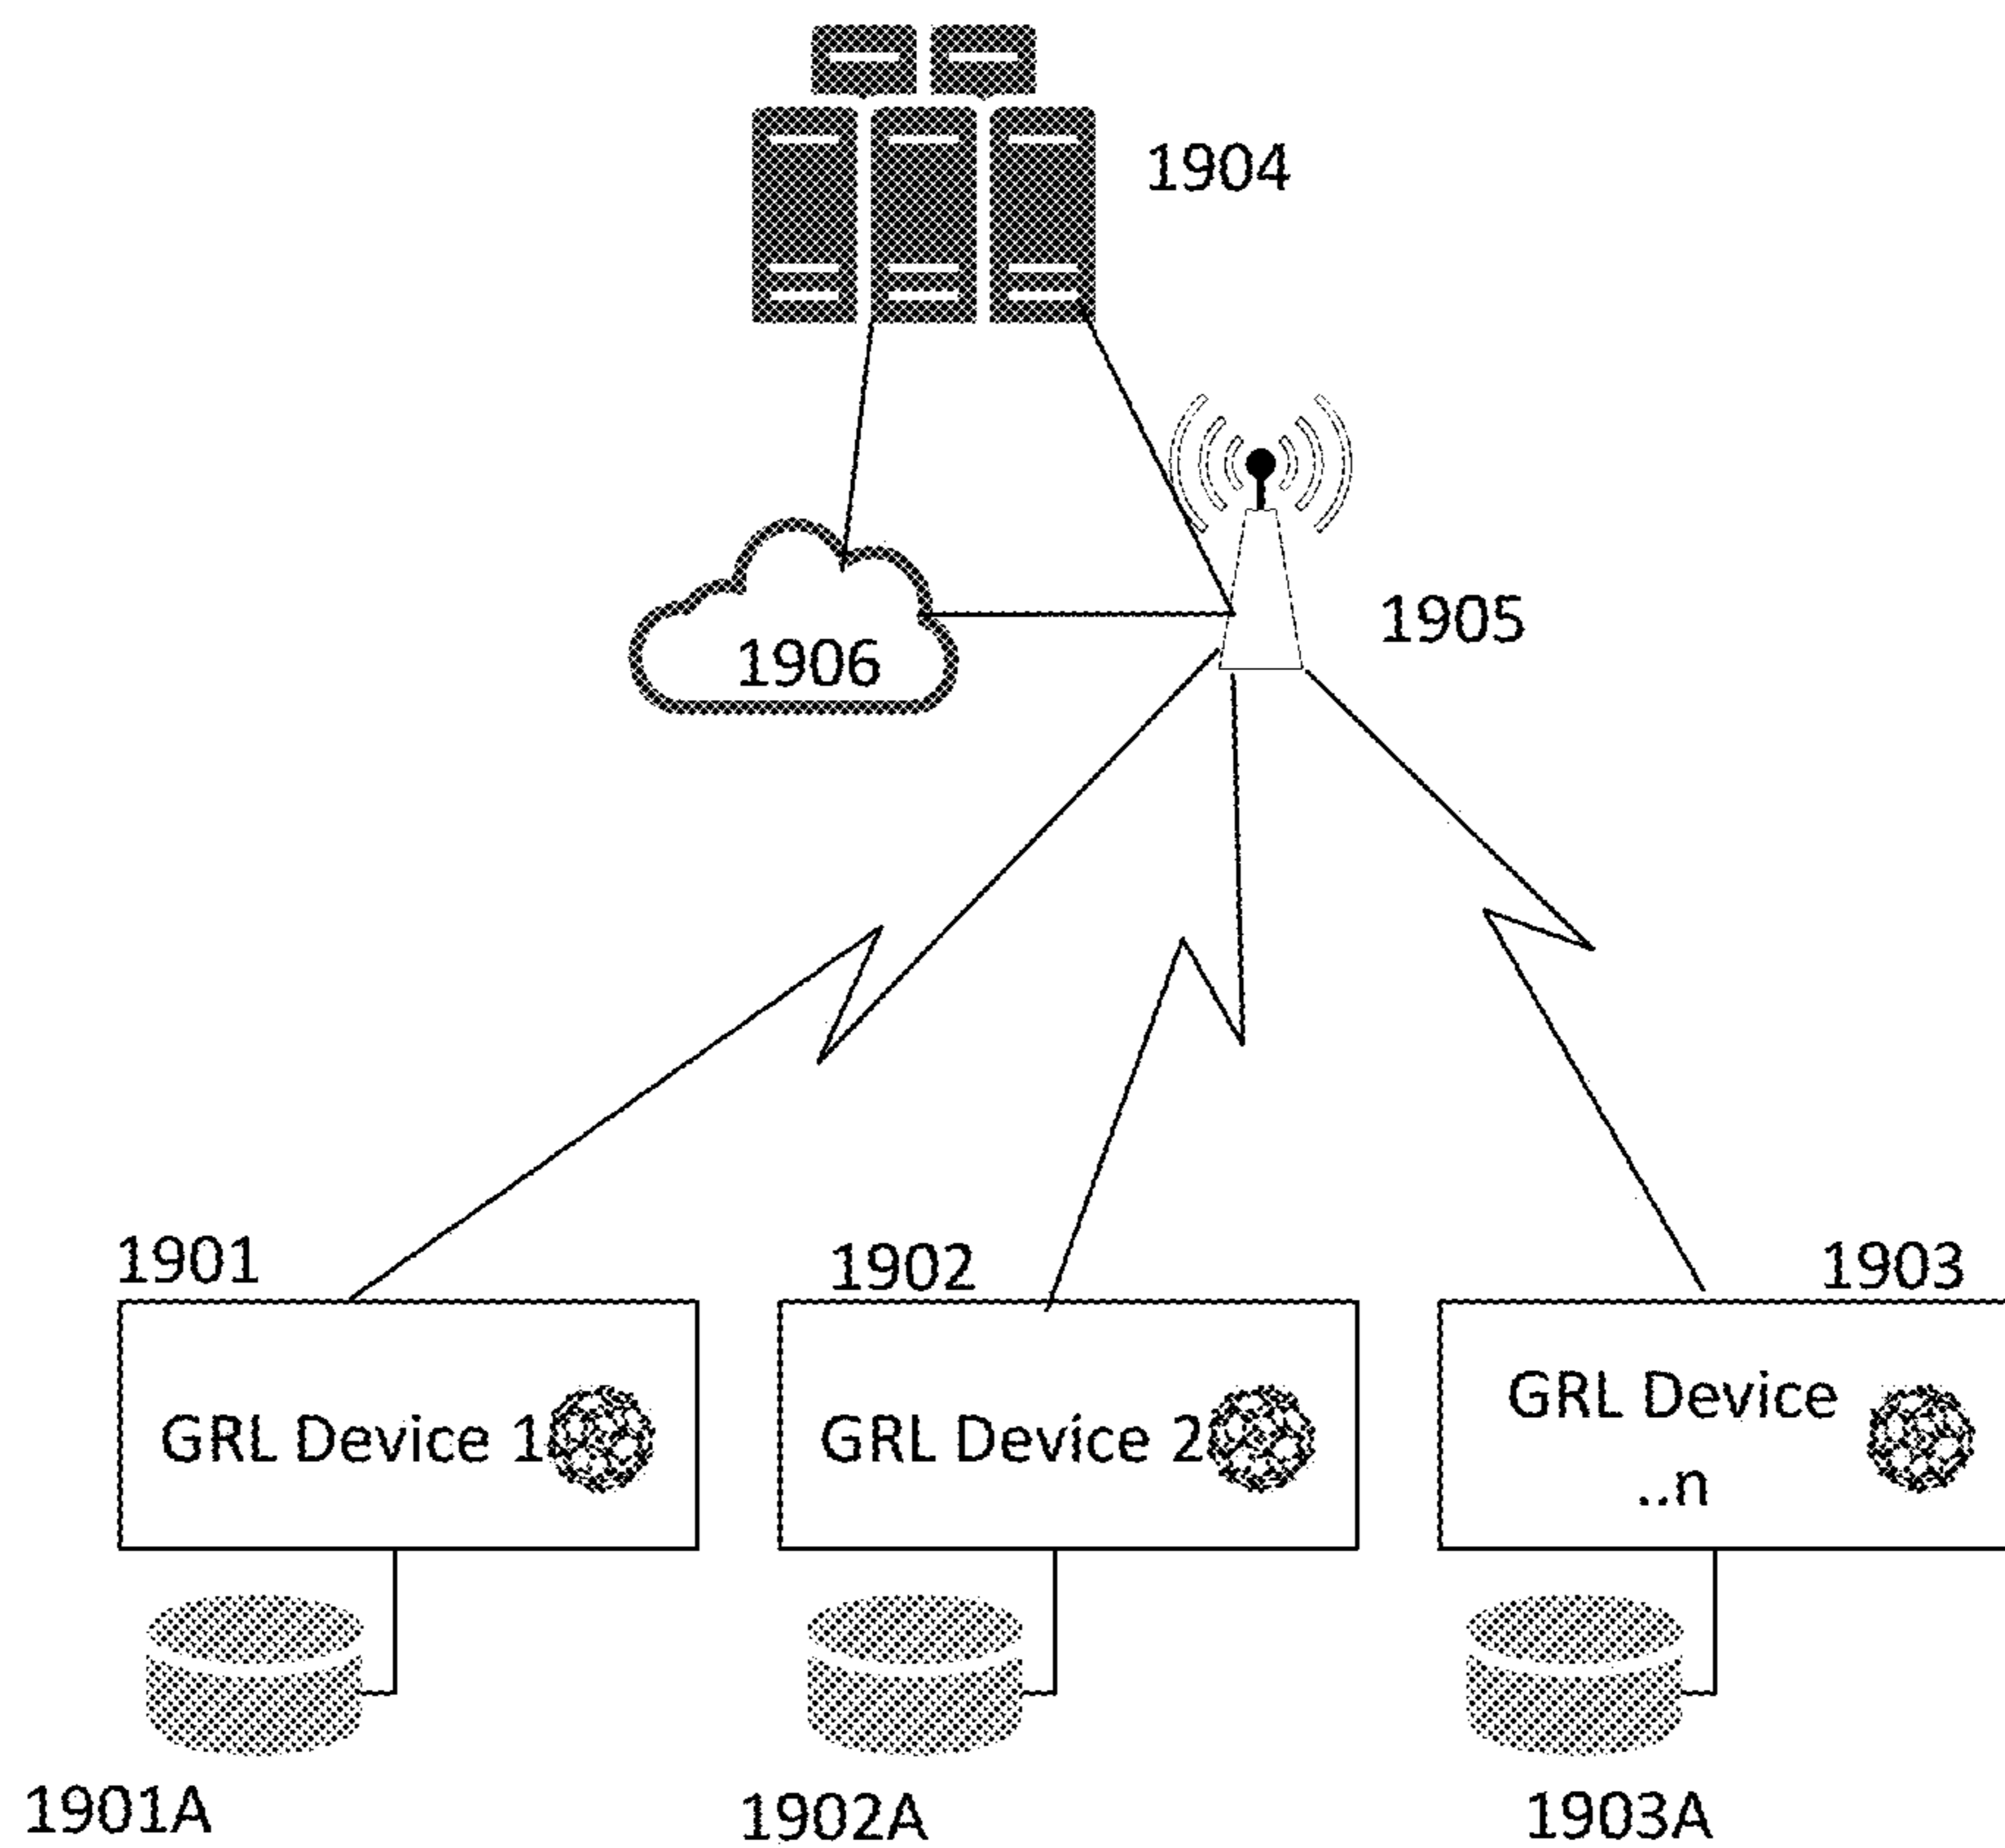 1904
1905
1906
1901
1902
1903
GRL Device 1
GRL Device 2
GRL Device
..n
1901A
1902A
1903A